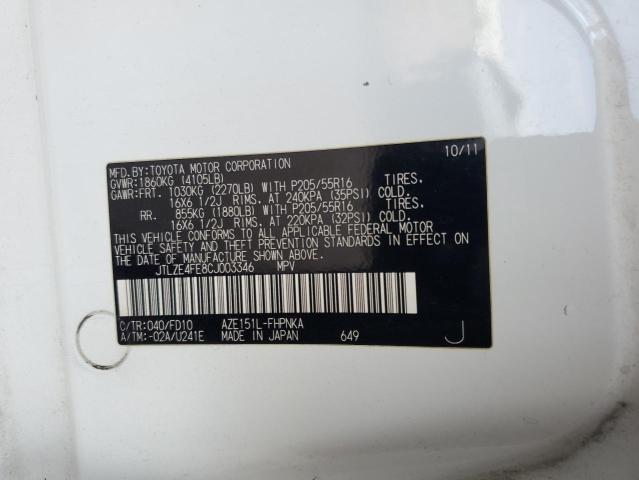 MFD. BY: TOYOTA MOTOR CORPORATION 10/11
GVWR: 1860KG (4105LB)
GAWR: FRT. 1030KG (2270LB) WITH P205/55R16 TIRES,
16X6 1/2J RIMS, AT 240KPA (35PSI) COLD.
RR. 855KG (1880LB) WITH P205/55R16 TIRES,
16X6 1/2J RIMS, AT 220KPA (32PSI) COLD.
THIS VEHICLE CONFORMS TO ALL APPLICABLE FEDERAL MOTOR
VEHICLE SAFETY AND THEFT PREVENTION STANDARDS IN EFFECT ON
THE DATE OF MANUFACTURE SHOWN ABOVE.
JTLZE4FE8CJ003346 MPV
C/TR: 040/FD10 AZE151L-FHPNKA
A/TM: -02A/U241E MADE IN JAPAN 649 J